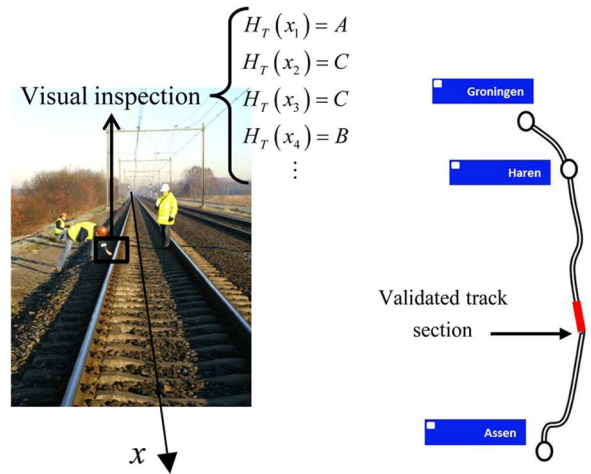 H_T(x_1) = A
H_T(x_2) = C
Visual inspection
H_T(x_3) = C
H_T(x_4) = B
⋮
x
Groningen
Haren
Validated track
section
Assen